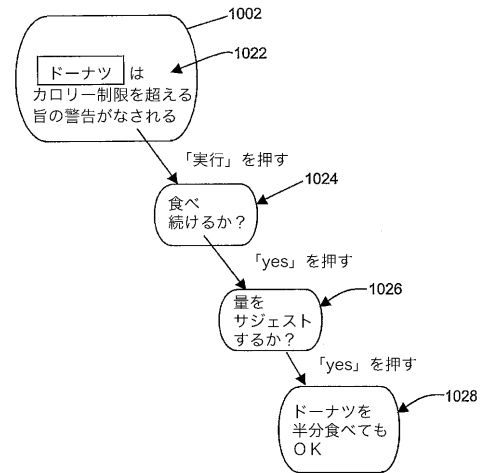 1002
1022
ドーナツ は
カロリー制限を超える
旨の警告がなされる
「実行」を押す
1024
食べ
続けるか？
「yes」を押す
1026
量を
サジェスト
するか？
「yes」を押す
1028
ドーナツを
半分食べても
ＯＫ